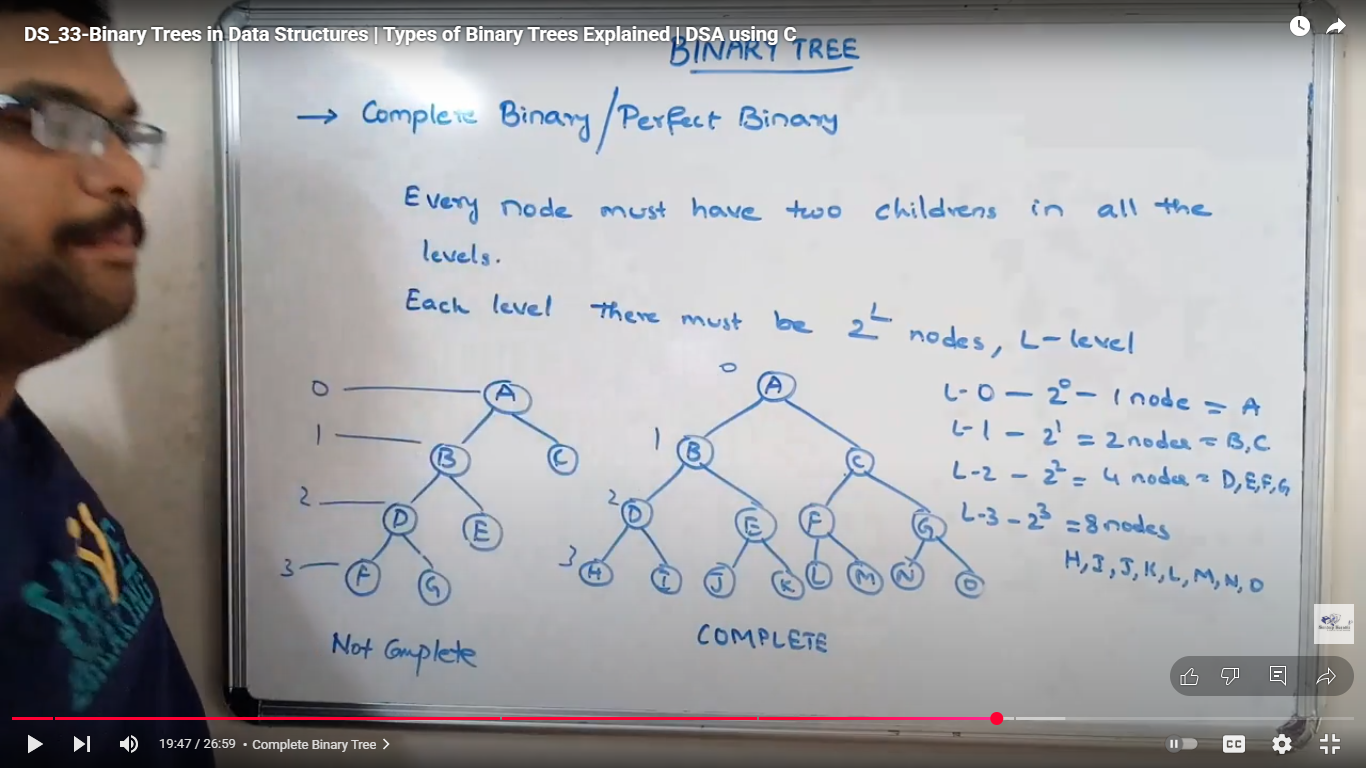 DS_33-Binary Trees in Data Structures | Types of Binary Trees Explained | DSA using C
BINARY TREE
→ Complete Binary/Perfect Binary
Every node must have two childrens in all the
levels.
Each level there must be 2^L nodes, L-level
0 A
1 B C
2 D E
3 F G
Not Complete
0 A
1 B C
2 D E F G
3 H I J K L M N O
COMPLETE
L-0 — 2^0 — 1 node = A
L-1 — 2^1 = 2 nodes = B,C
L-2 — 2^2 = 4 nodes = D,E,F,G
L-3 — 2^3 = 8 nodes
H,I,J,K,L,M,N,O
19:47 / 26:59 • Complete Binary Tree >
CC